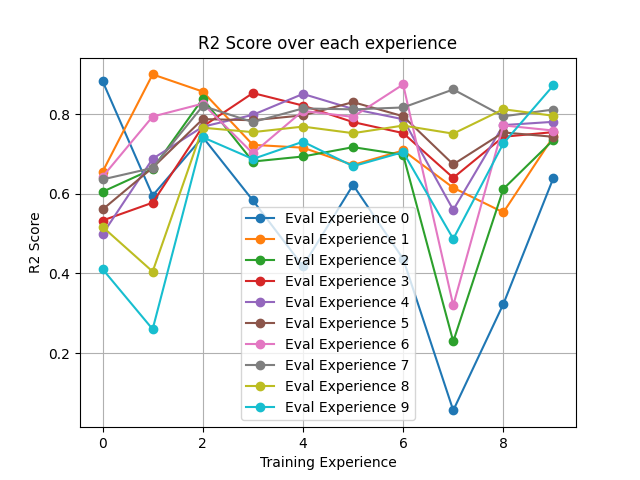 R2 Score over each experience
R2 Score
0.8
0.6
0.4
0.2
Eval Experience 0
Eval Experience 1
Eval Experience 2
Eval Experience 3
Eval Experience 4
Eval Experience 5
Eval Experience 6
Eval Experience 7
Eval Experience 8
Eval Experience 9
0 2 4 6 8
Training Experience